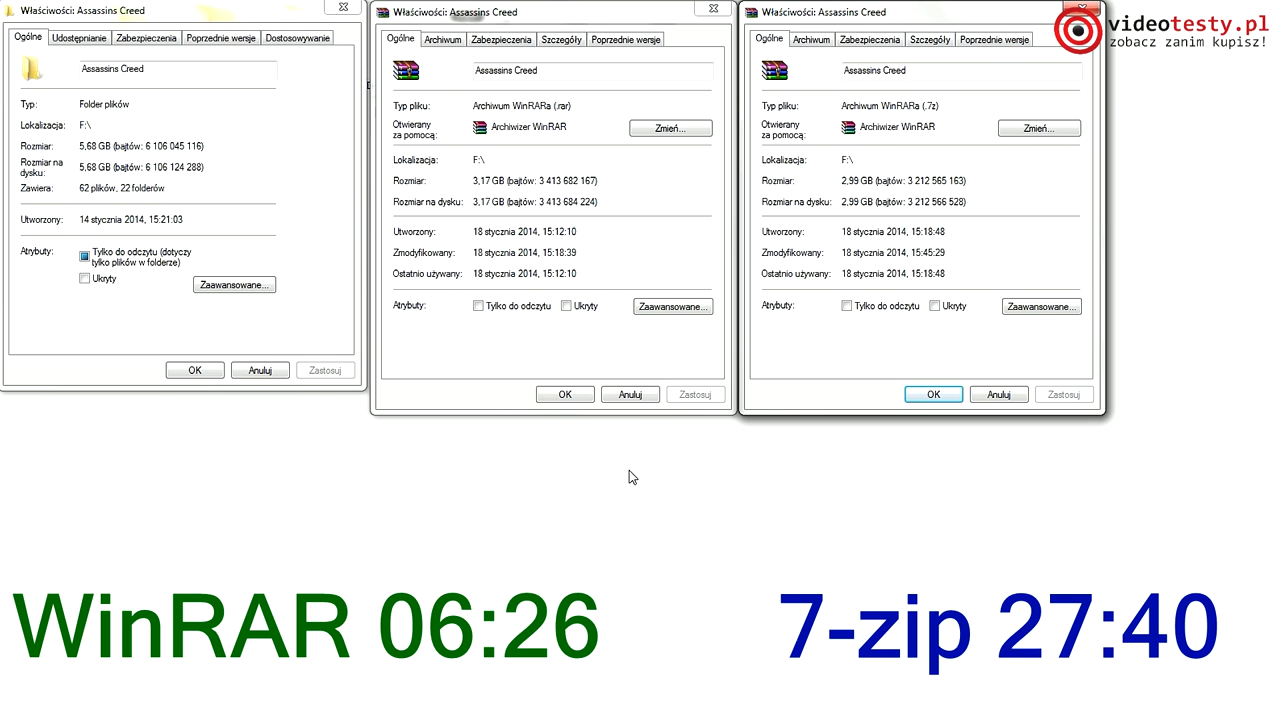 Właściwości: Assassins Creed
Ogólne Udostępnianie Zabezpieczenia Poprzednie wersje Dostosowywanie
Assassins Creed
Typ: Folder plików
Lokalizacja: F:\
Rozmiar: 5,68 GB (bajtów: 6 106 045 116)
Rozmiar na
dysku: 5,68 GB (bajtów: 6 106 124 288)
Zawiera: 62 plików, 22 folderów
Utworzony: 14 stycznia 2014, 15:21:03
Atrybuty: Tylko do odczytu (dotyczy
tylko plików w folderze)
Ukryty
Zaawansowane...
OK Anuluj Zastosuj
Właściwości: Assassins Creed
Ogólne Archiwum Zabezpieczenia Szczegóły Poprzednie wersje
Assassins Creed
Typ pliku: Archiwum WinRARa (.rar)
Otwierany
za pomocą: Archiwizer WinRAR Zmień...
Lokalizacja: F:\
Rozmiar: 3,17 GB (bajtów: 3 413 682 167)
Rozmiar na dysku: 3,17 GB (bajtów: 3 413 684 224)
Utworzony: 18 stycznia 2014, 15:12:10
Zmodyfikowany: 18 stycznia 2014, 15:18:39
Ostatnio używany: 18 stycznia 2014, 15:12:10
Atrybuty: Tylko do odczytu Ukryty Zaawansowane...
OK Anuluj Zastosuj
Właściwości: Assassins Creed
Ogólne Archiwum Zabezpieczenia Szczegóły Poprzednie wersje
Assassins Creed
Typ pliku: Archiwum WinRARa (.7z)
Otwierany
za pomocą: Archiwizer WinRAR Zmień...
Lokalizacja: F:\
Rozmiar: 2,99 GB (bajtów: 3 212 565 163)
Rozmiar na dysku: 2,99 GB (bajtów: 3 212 566 528)
Utworzony: 18 stycznia 2014, 15:18:48
Zmodyfikowany: 18 stycznia 2014, 15:45:29
Ostatnio używany: 18 stycznia 2014, 15:18:48
Atrybuty: Tylko do odczytu Ukryty Zaawansowane...
OK Anuluj Zastosuj
videotesty.pl
zobacz zanim kupisz!
WinRAR 06:26
7-zip 27:40